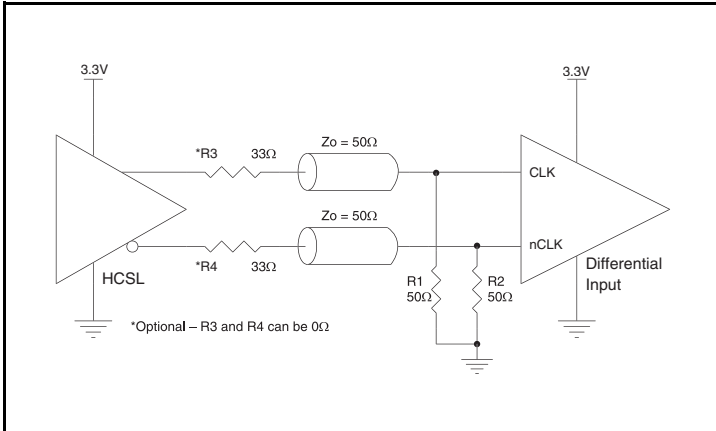 3.3V
3.3V
*R3
33Ω
Zo = 50Ω
CLK
Zo = 50Ω
nCLK
*R4
33Ω
HCSL
R1
50Ω
R2
50Ω
Differential
Input
*Optional – R3 and R4 can be 0Ω